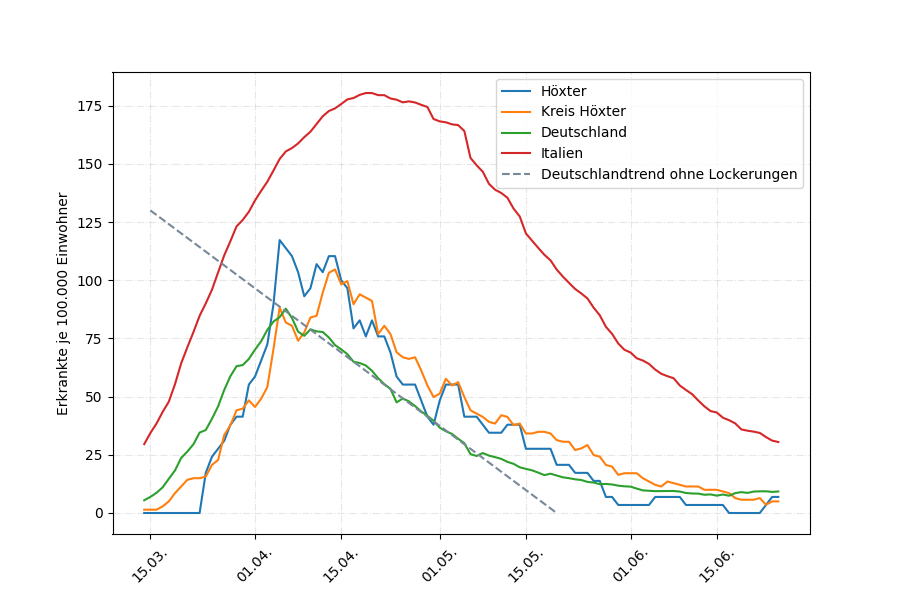 Höxter
Kreis Höxter
Deutschland
Italien
Deutschlandtrend ohne Lockerungen
Erkrankte je 100.000 Einwohner
175
150
125
100
75
50
25
0
15.03.
01.04.
15.04.
01.05.
15.05.
01.06.
15.06.